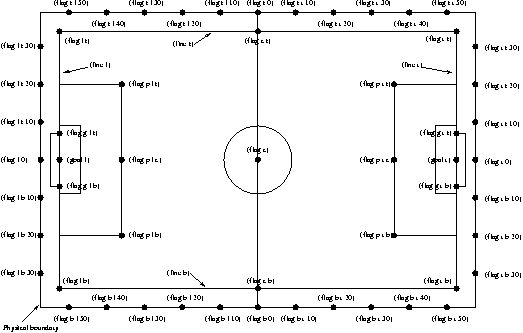 (flag t l 50) (flag t l 30) (flag t l 10) (flag t 0) (flag t r 10) (flag t r 30) (flag t r 50)
(flag t l 40) (flag t l 20) (flag t r 20) (flag t r 40)
(flag l t) (line t) (flag c t) (flag r t)
(flag l t 30) (flag r t 30)
(line l) (line r)
(flag l t 20) (flag p l t) (flag p r t) (flag r t 20)
(flag l t 10) (flag r t 10)
(flag g l t) (flag g r t)
(flag c)
(flag l 0) (goal l) (flag p l c) (flag p r c) (goal r) (flag r 0)
(flag g l b) (flag g r b)
(flag l b 10) (flag r b 10)
(flag l b 20) (flag p l b) (flag p r b) (flag r b 20)
(flag l b 30) (line b) (flag r b 30)
(flag l b) (flag c b) (flag r b)
(flag b l 40) (flag b l 20) (flag b r 20) (flag b r 40)
(flag b l 50) (flag b l 30) (flag b l 10) (flag b 0) (flag b r 10) (flag b r 30) (flag b r 50)
Physical boundary